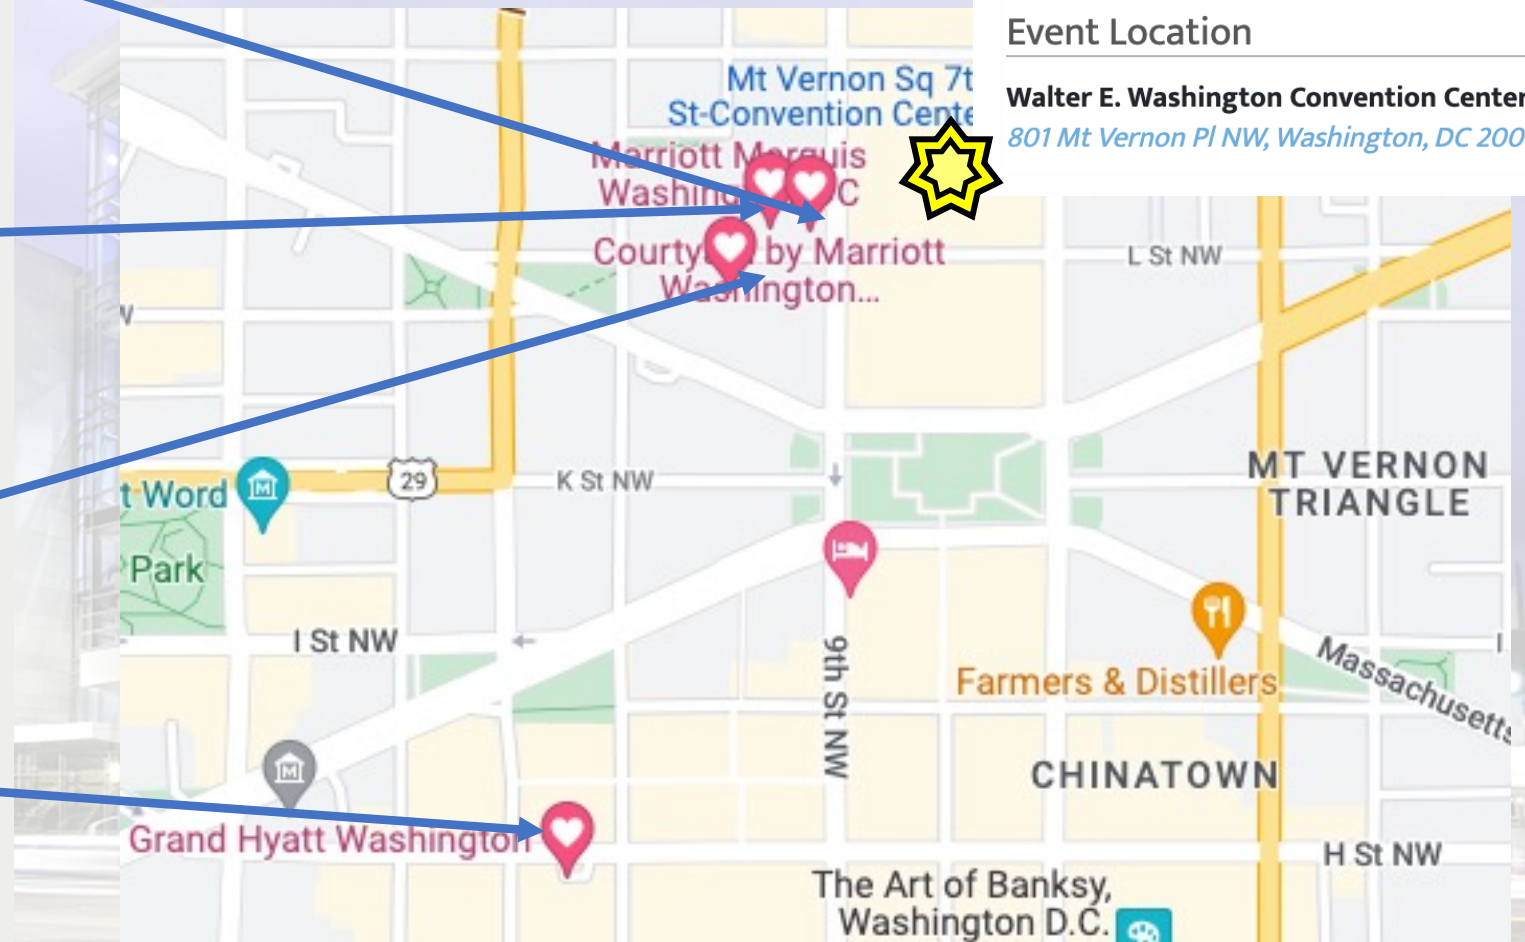 Event Location
Walter E. Washington Convention Center
801 Mt Vernon Pl NW, Washington, DC 200
Mt Vernon Sq 7t
St-Convention Cente
Marriott Marquis
Washing C
Courty by Marriott
Washington...
L St NW
W
29
K St NW
t Word
Park
MT VERNON
TRIANGLE
I St NW
I
9th St NW
Farmers & Distillers
Massachusetts
CHINATOWN
Grand Hyatt Washington
H St NW
The Art of Banksy,
Washington D.C.